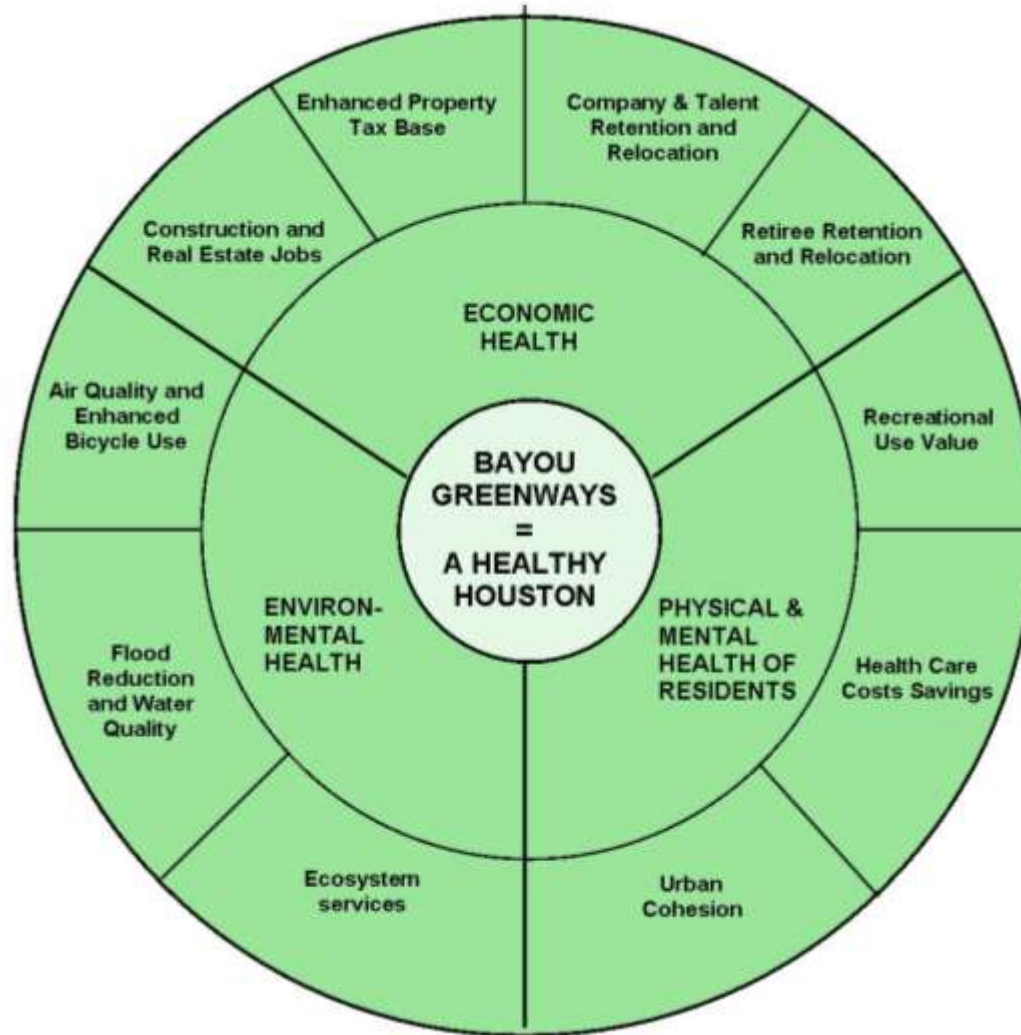 Enhanced Property
Tax Base
Company & Talent
Retention and
Relocation
Construction and
Real Estate Jobs
Retiree Retention
and Relocation
ECONOMIC
HEALTH
Air Quality and
Enhanced
Bicycle Use
Recreational
Use Value
BAYOU
GREENWAYS
=
A HEALTHY
HOUSTON
ENVIRON-
MENTAL
HEALTH
PHYSICAL &
MENTAL
HEALTH OF
RESIDENTS
Flood
Reduction
and Water
Quality
Health Care
Costs Savings
Ecosystem
services
Urban
Cohesion